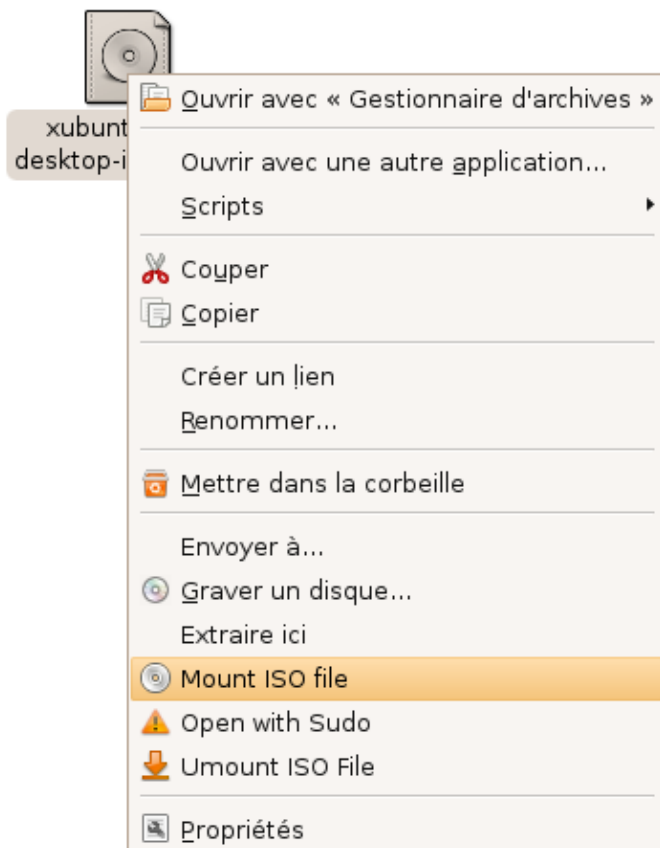 xubunt
desktop-i
Ouvrir avec « Gestionnaire d'archives »
Ouvrir avec une autre application...
Scripts
Couper
Copier
Créer un lien
Renommer...
Mettre dans la corbeille
Envoyer à...
Graver un disque...
Extraire ici
Mount ISO file
Open with Sudo
Umount ISO File
Propriétés